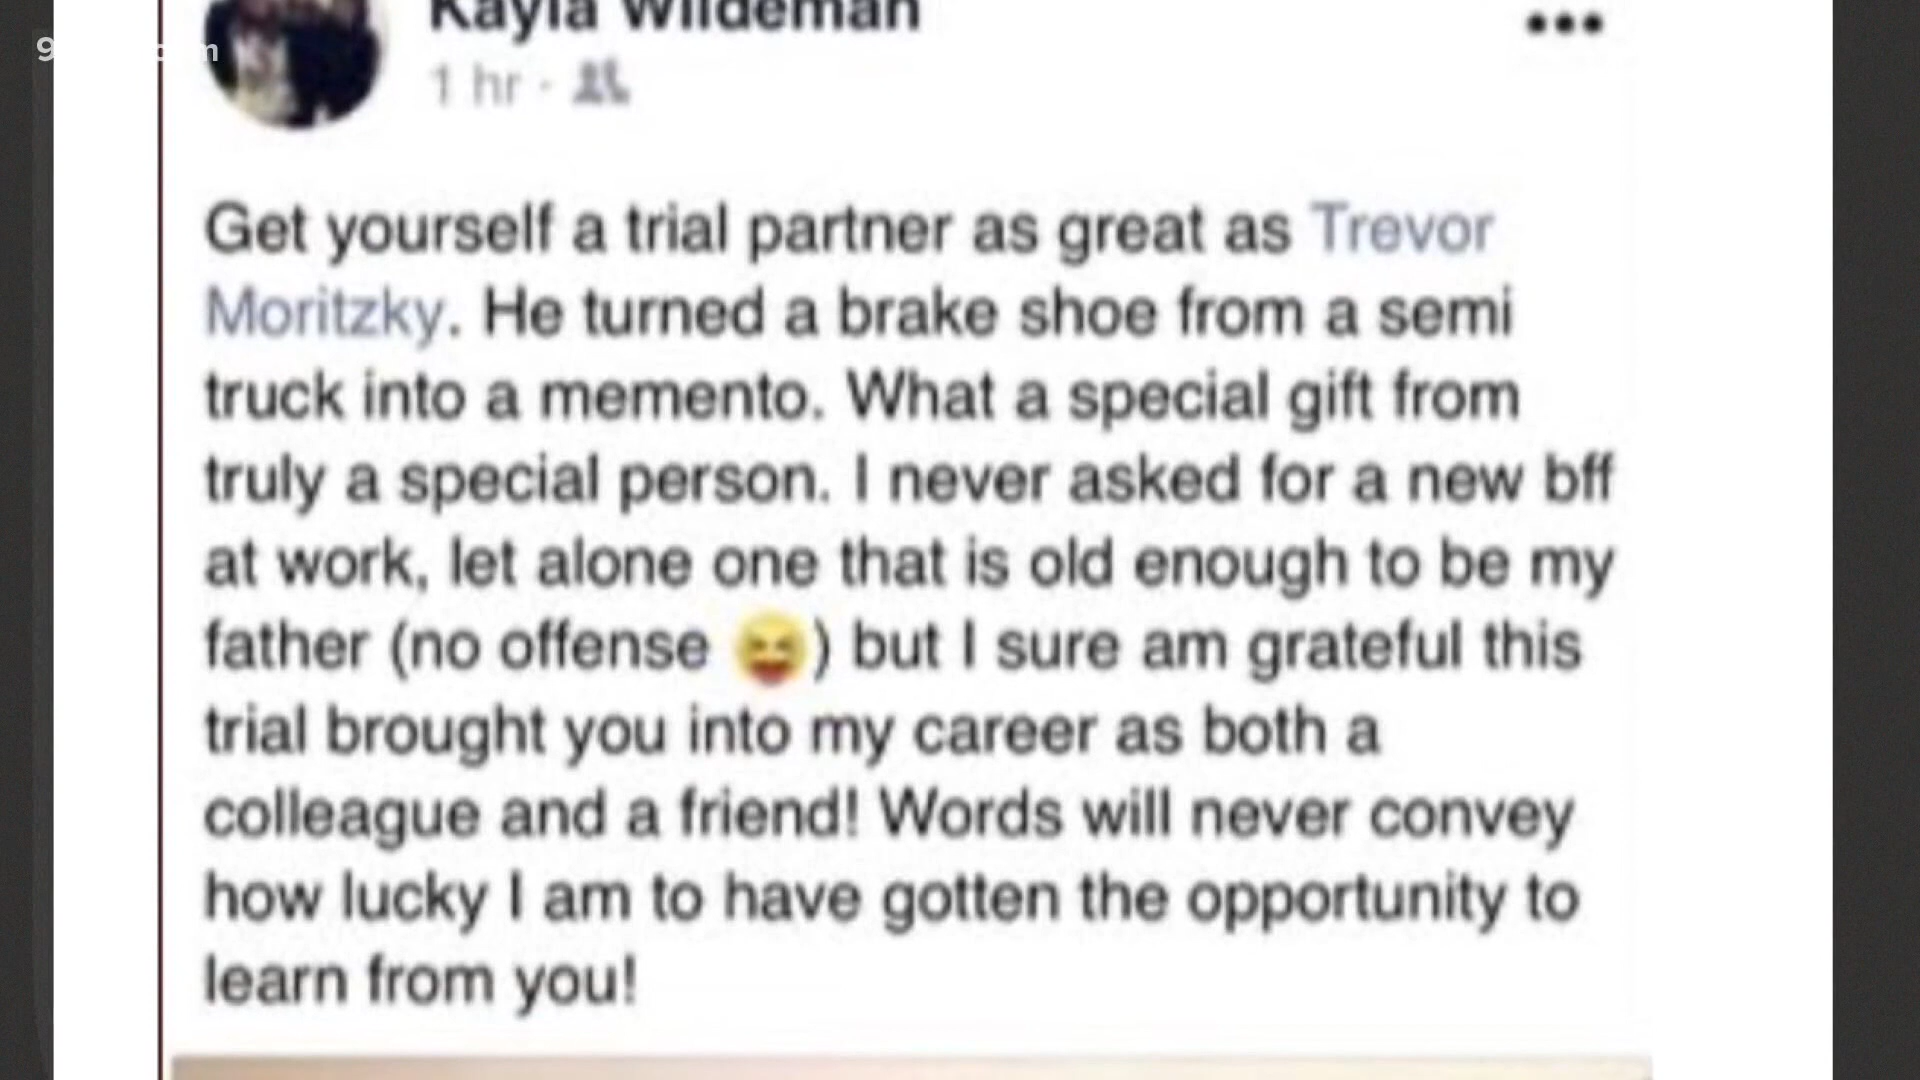 Kayla Wildeman
1 hr ·
Get yourself a trial partner as great as Trevor
Moritzky. He turned a brake shoe from a semi
truck into a memento. What a special gift from
truly a special person. I never asked for a new bff
at work, let alone one that is old enough to be my
father (no offense 😝) but I sure am grateful this
trial brought you into my career as both a
colleague and a friend! Words will never convey
how lucky I am to have gotten the opportunity to
learn from you!